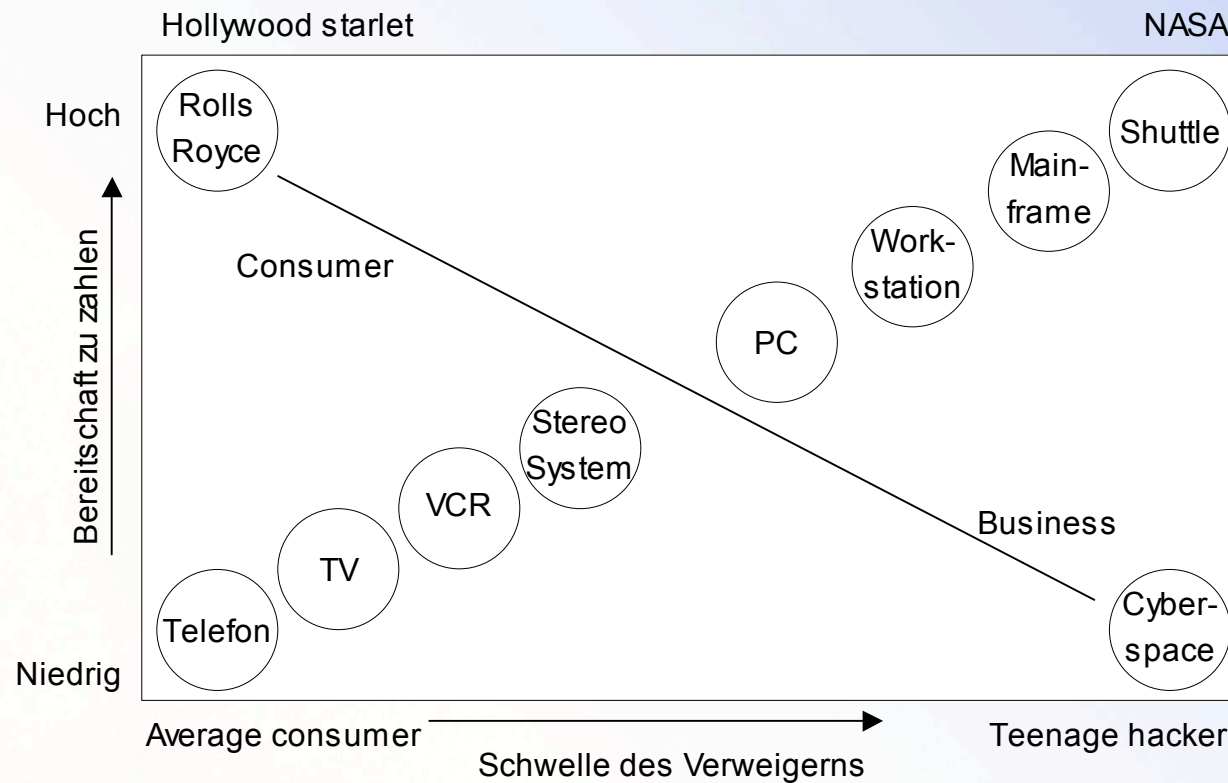 Hollywood starlet
NASA
Hoch
Rolls
Royce
Shuttle
Main-
frame
Work-
station
Consumer
PC
Bereitschaft zu zahlen
Stereo
System
VCR
Business
TV
Telefon
Cyber-
space
Niedrig
Average consumer
Teenage hacker
Schwelle des Verweigerns